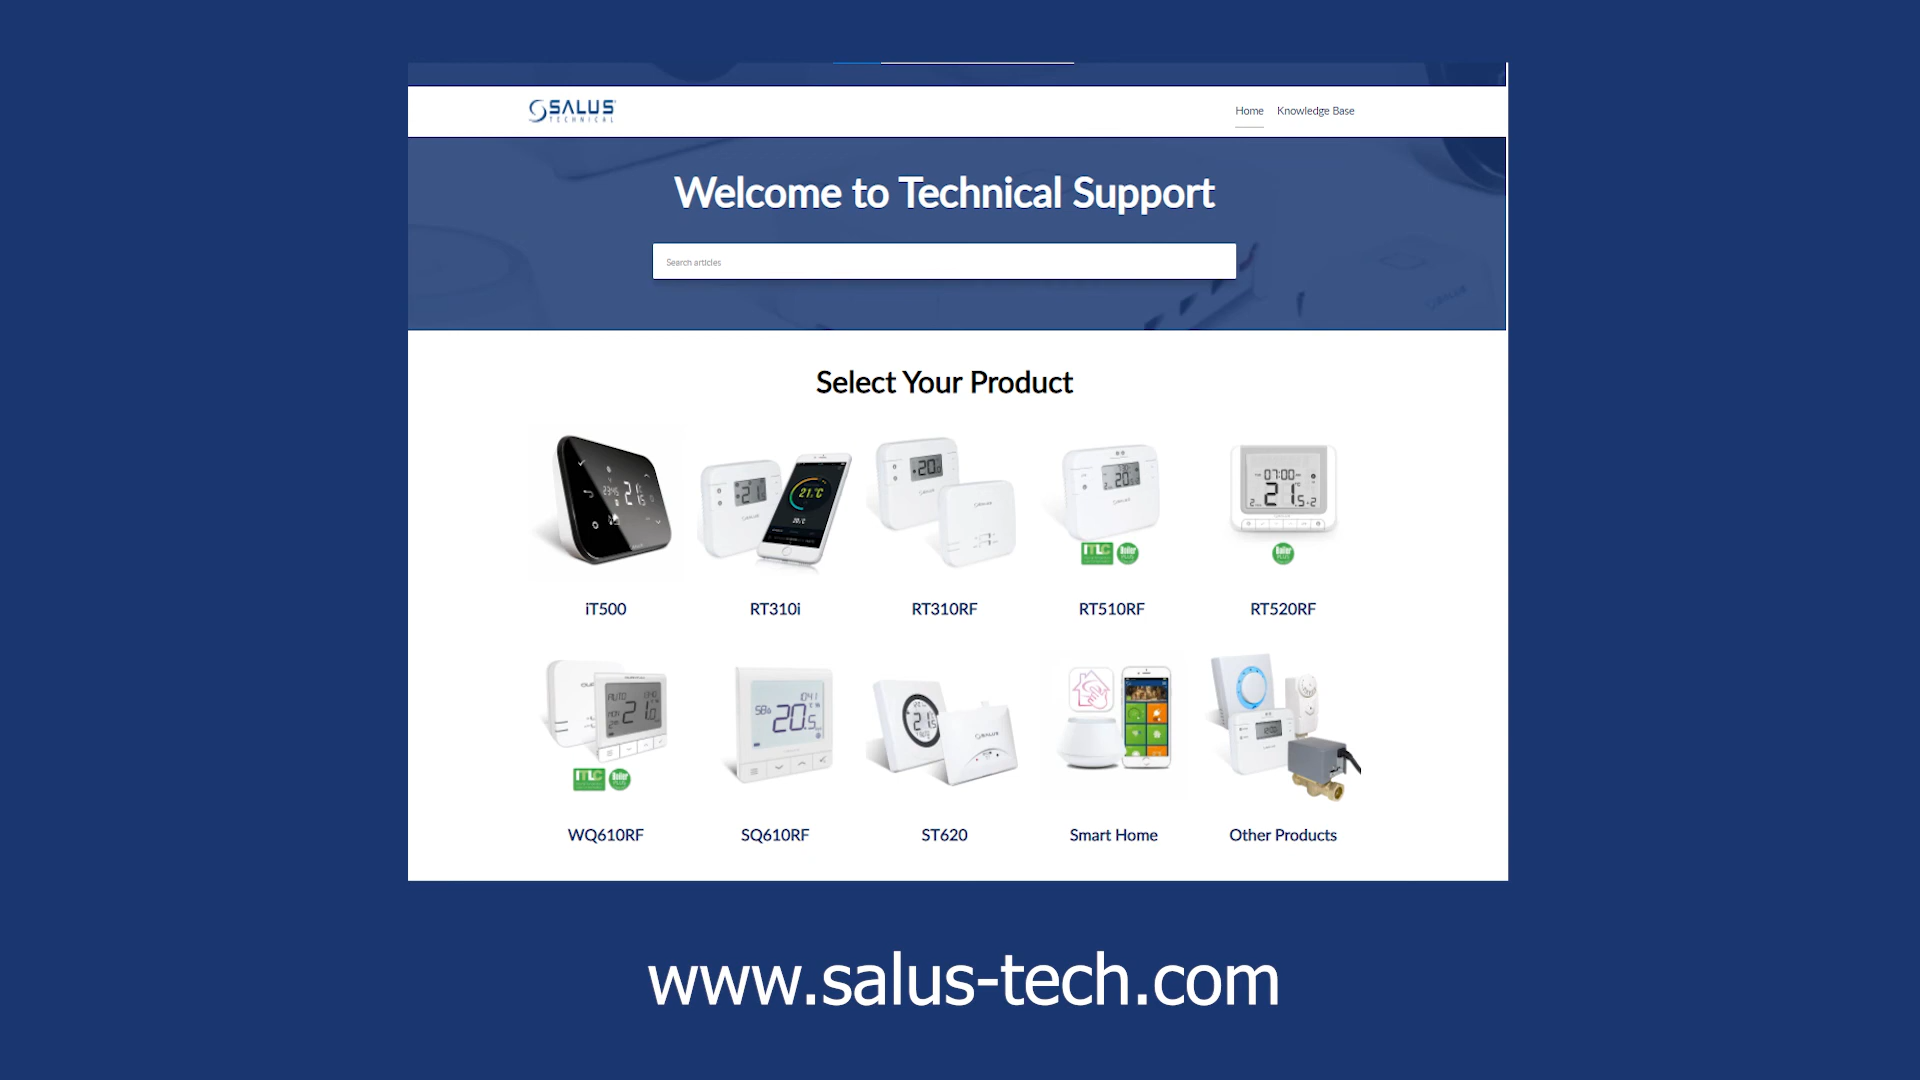 SALUS
TECHNICAL
Home Knowledge Base
Welcome to Technical Support
Search articles
Select Your Product
iT500
RT310i
RT310RF
RT510RF
RT520RF
WQ610RF
SQ610RF
ST620
Smart Home
Other Products
www.salus-tech.com